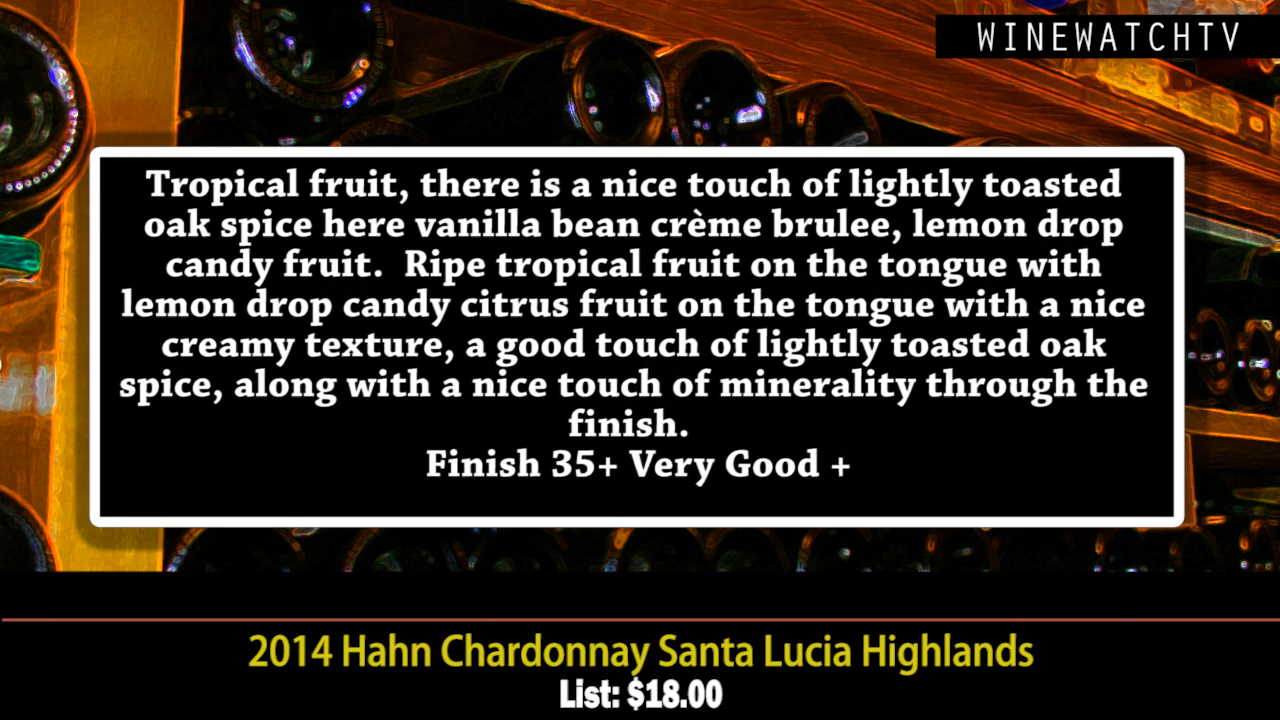 WINEWATCHTV
Tropical fruit, there is a nice touch of lightly toasted
oak spice here vanilla bean crème brulee, lemon drop
candy fruit.  Ripe tropical fruit on the tongue with
lemon drop candy citrus fruit on the tongue with a nice
creamy texture, a good touch of lightly toasted oak
spice, along with a nice touch of minerality through the
finish.
Finish 35+ Very Good +
2014 Hahn Chardonnay Santa Lucia Highlands
List: $18.00